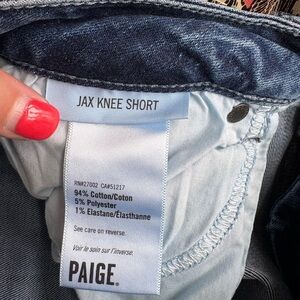 JAX KNEE SHORT
RN#27002 CA#51217
94% Cotton/Coton
5% Polyester
1% Elastane/Élasthanne
See care on reverse.
Voir le soin sur l'inverse.
PAIGE®